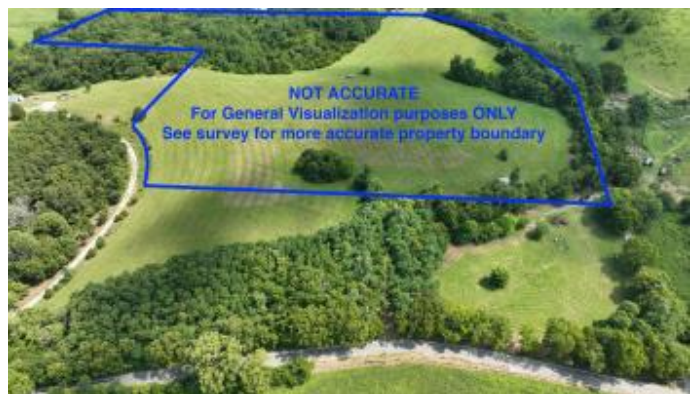 NOT ACCURATE
For General Visualization purposes ONLY
See survey for more accurate property boundary